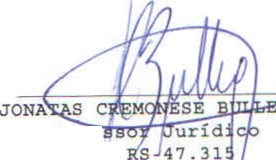 JONATAS CREMONESE BULLE
ssor Jurídico
RS-47.315